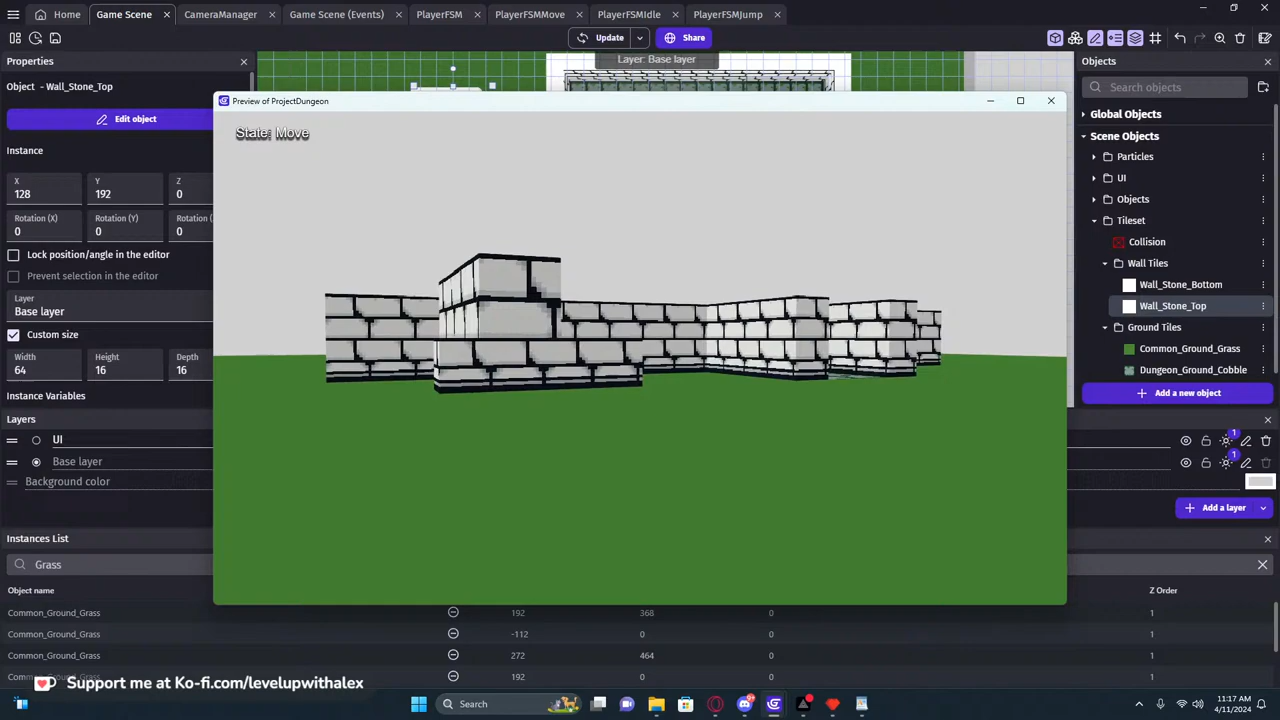 Home
Game Scene
CameraManager
Game Scene (Events)
PlayerFSM
PlayerFSMMove
PlayerFSMIdle
PlayerFSMJump
Update
Share
Properties
Layer: Base layer
Objects
Object - Wall_Stone_Top
Edit object
Preview of ProjectDungeon
State: Move
Search objects
Global Objects
Scene Objects
Particles
UI
Objects
Tileset
Collision
Wall Tiles
Wall_Stone_Bottom
Wall_Stone_Top
Ground Tiles
Common_Ground_Grass
Dungeon_Ground_Cobble
Add a new object
Instance
X
128
Y
192
Z
0
Rotation (X)
0
Rotation (Y)
0
Rotation (
0
Lock position/angle in the editor
Prevent selection in the editor
Layer
Base layer
Custom size
Width
64
Height
16
Depth
16
Instance Variables
Layers
UI
1
Base layer
1
Background color
Add a layer
Instances List
Grass
Object name
Z Order
Common_Ground_Grass 192 368 0 1
Common_Ground_Grass -112 0 0 1
Common_Ground_Grass 272 464 0 1
192 0 0 1
Support me at Ko-fi.com/levelupwithalex
Search
11:17 AM
4/11/2024